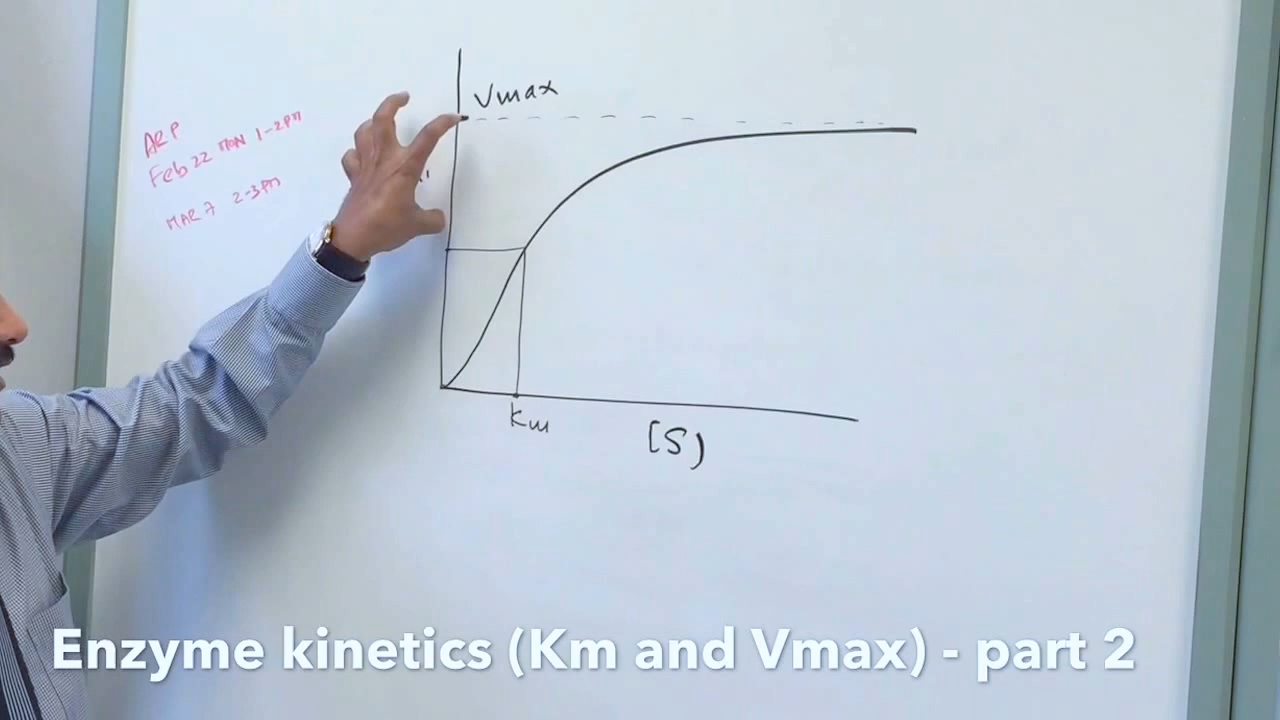 Vmax
ARP
Feb 22 MON 1-2PM
MAR 7 2-3PM
Km
[S)
Enzyme kinetics (Km and Vmax) - part 2